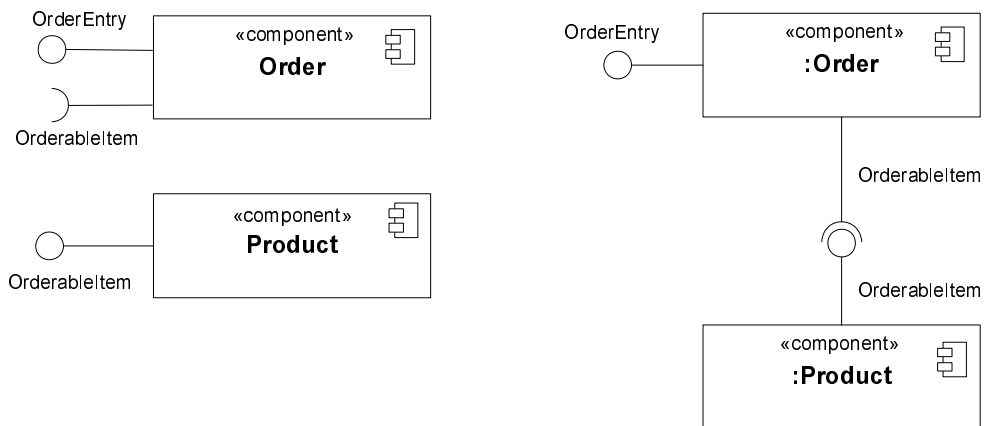 OrderEntry
«component»
Order
OrderableItem
«component»
Product
OrderableItem
OrderEntry
«component»
:Order
OrderableItem
OrderableItem
«component»
:Product